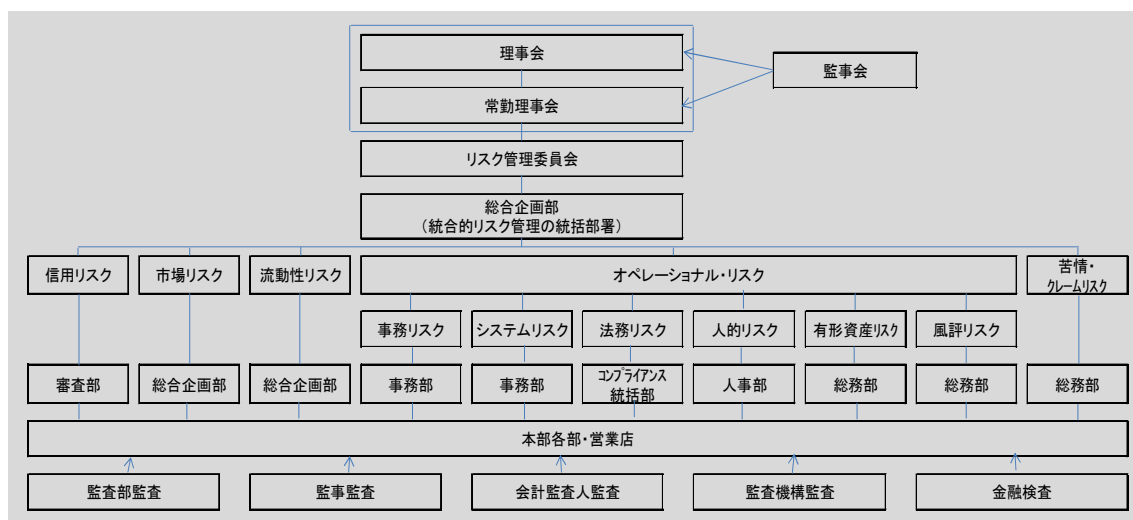 理事会
監事会
常勤理事会
リスク管理委員会
総合企画部
（統合的リスク管理の統括部署）
信用リスク
市場リスク
流動性リスク
オペレーショナル・リスク
苦情・
クレームリスク
事務リスク
システムリスク
法務リスク
人的リスク
有形資産リスク
風評リスク
審査部
総合企画部
総合企画部
事務部
事務部
コンプライアンス
統括部
人事部
総務部
総務部
総務部
本部各部・営業店
監査部監査
監事監査
会計監査人監査
監査機構監査
金融検査